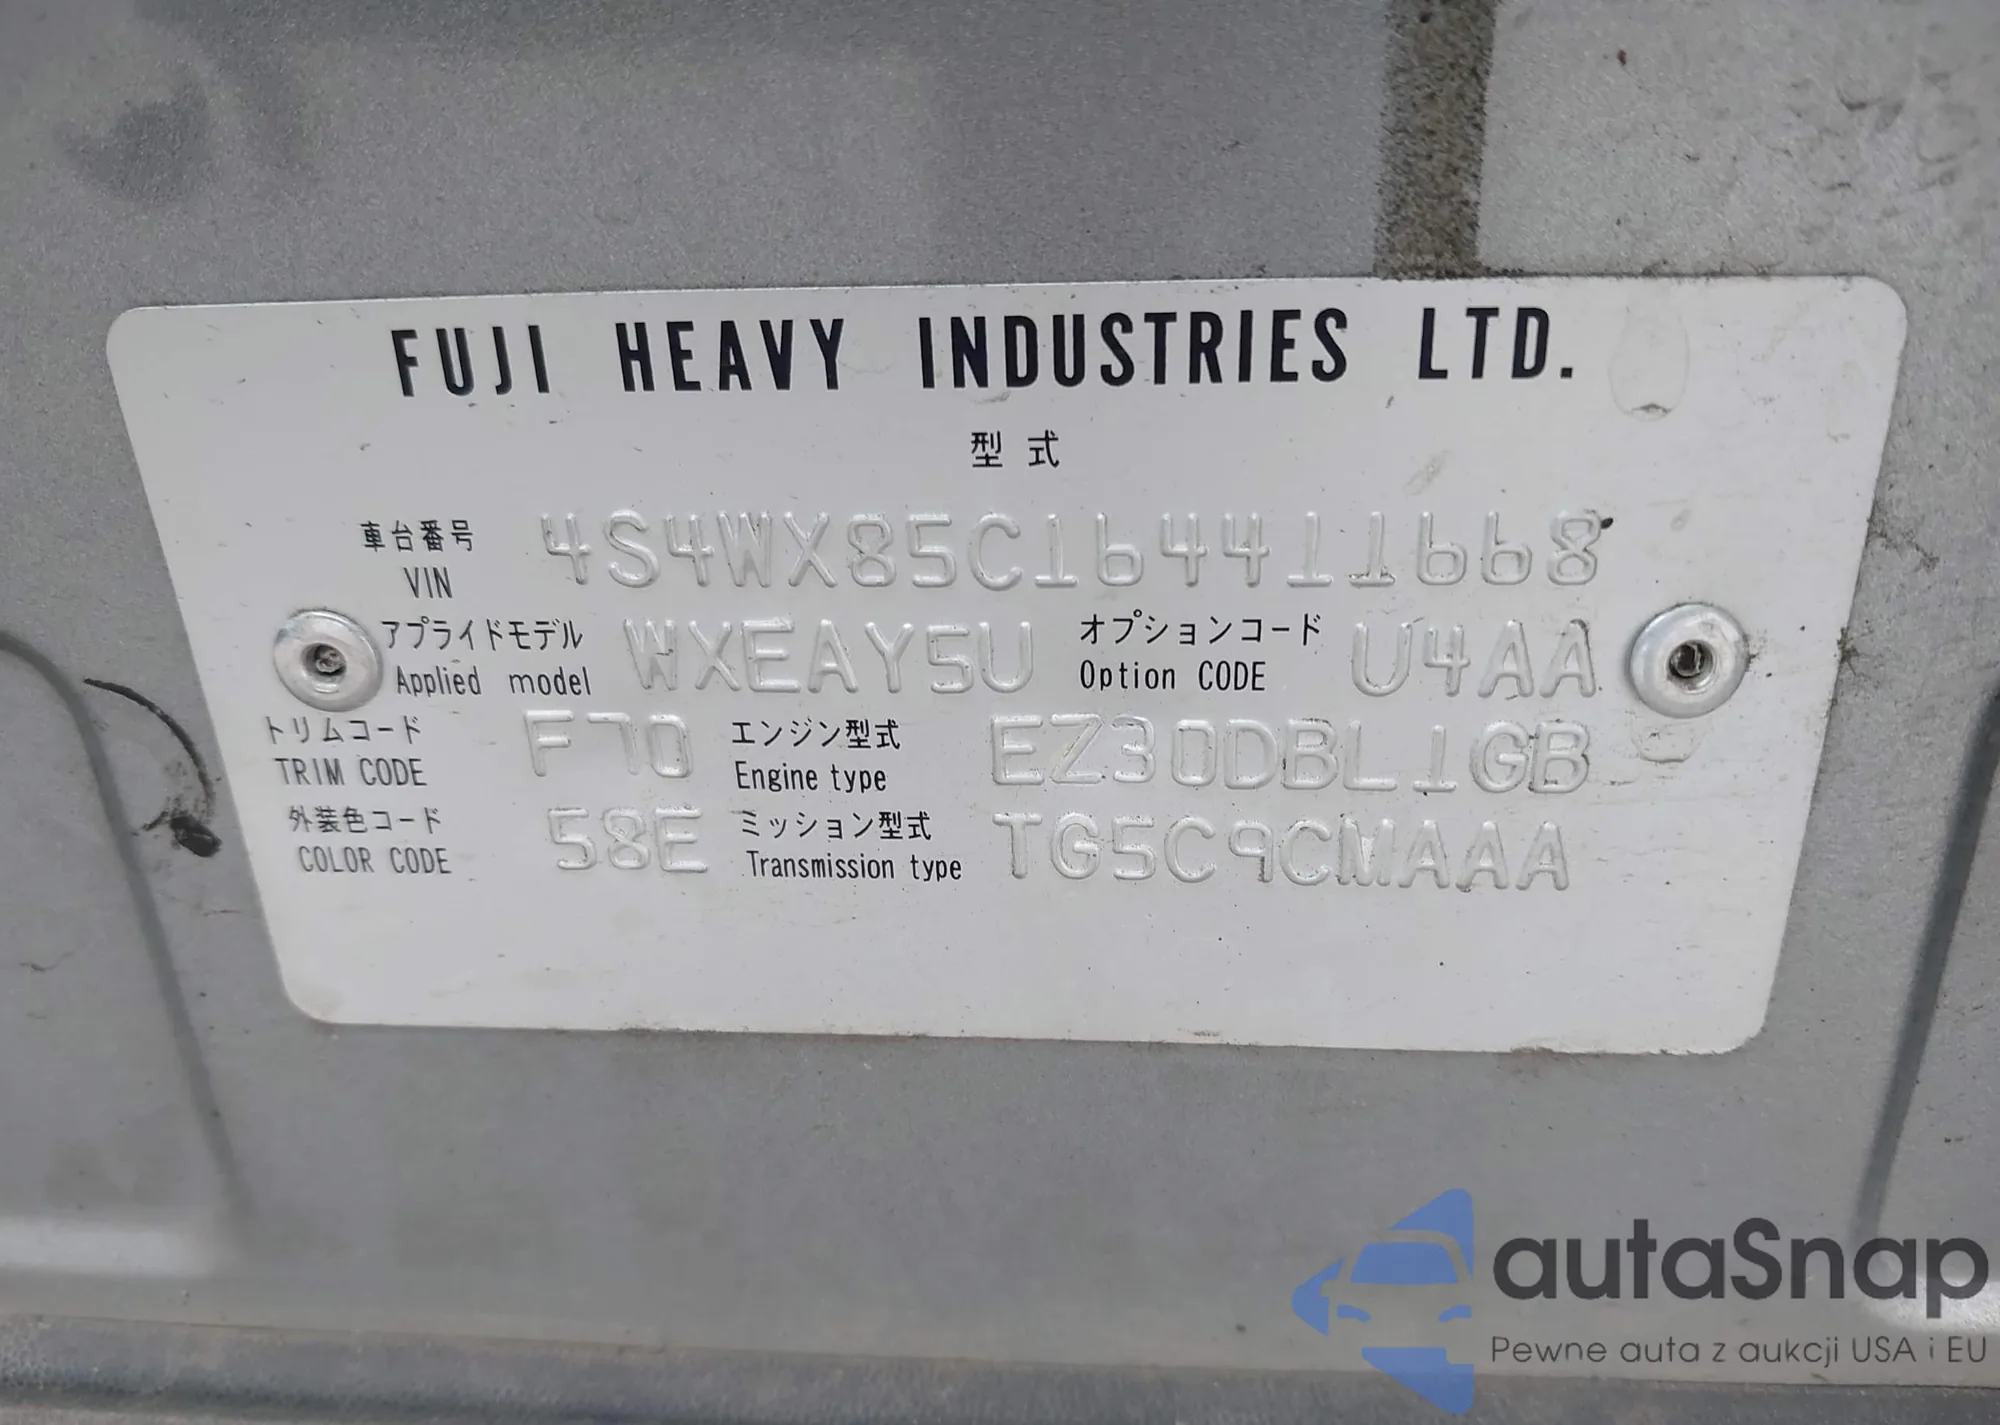 FUJI HEAVY INDUSTRIES LTD.
型式
車台番号 VIN 4S4WX85C164411668
アプライドモデル Applied model WXEAY5U オプションコード Option CODE U4AA
トリムコード TRIM CODE F70 エンジン型式 Engine type EZ30DBL1GB
外装色コード COLOR CODE 58E ミッション型式 Transmission type TG5C9CMAAA
autaSnap
Pewne auta z aukcji USA i EU